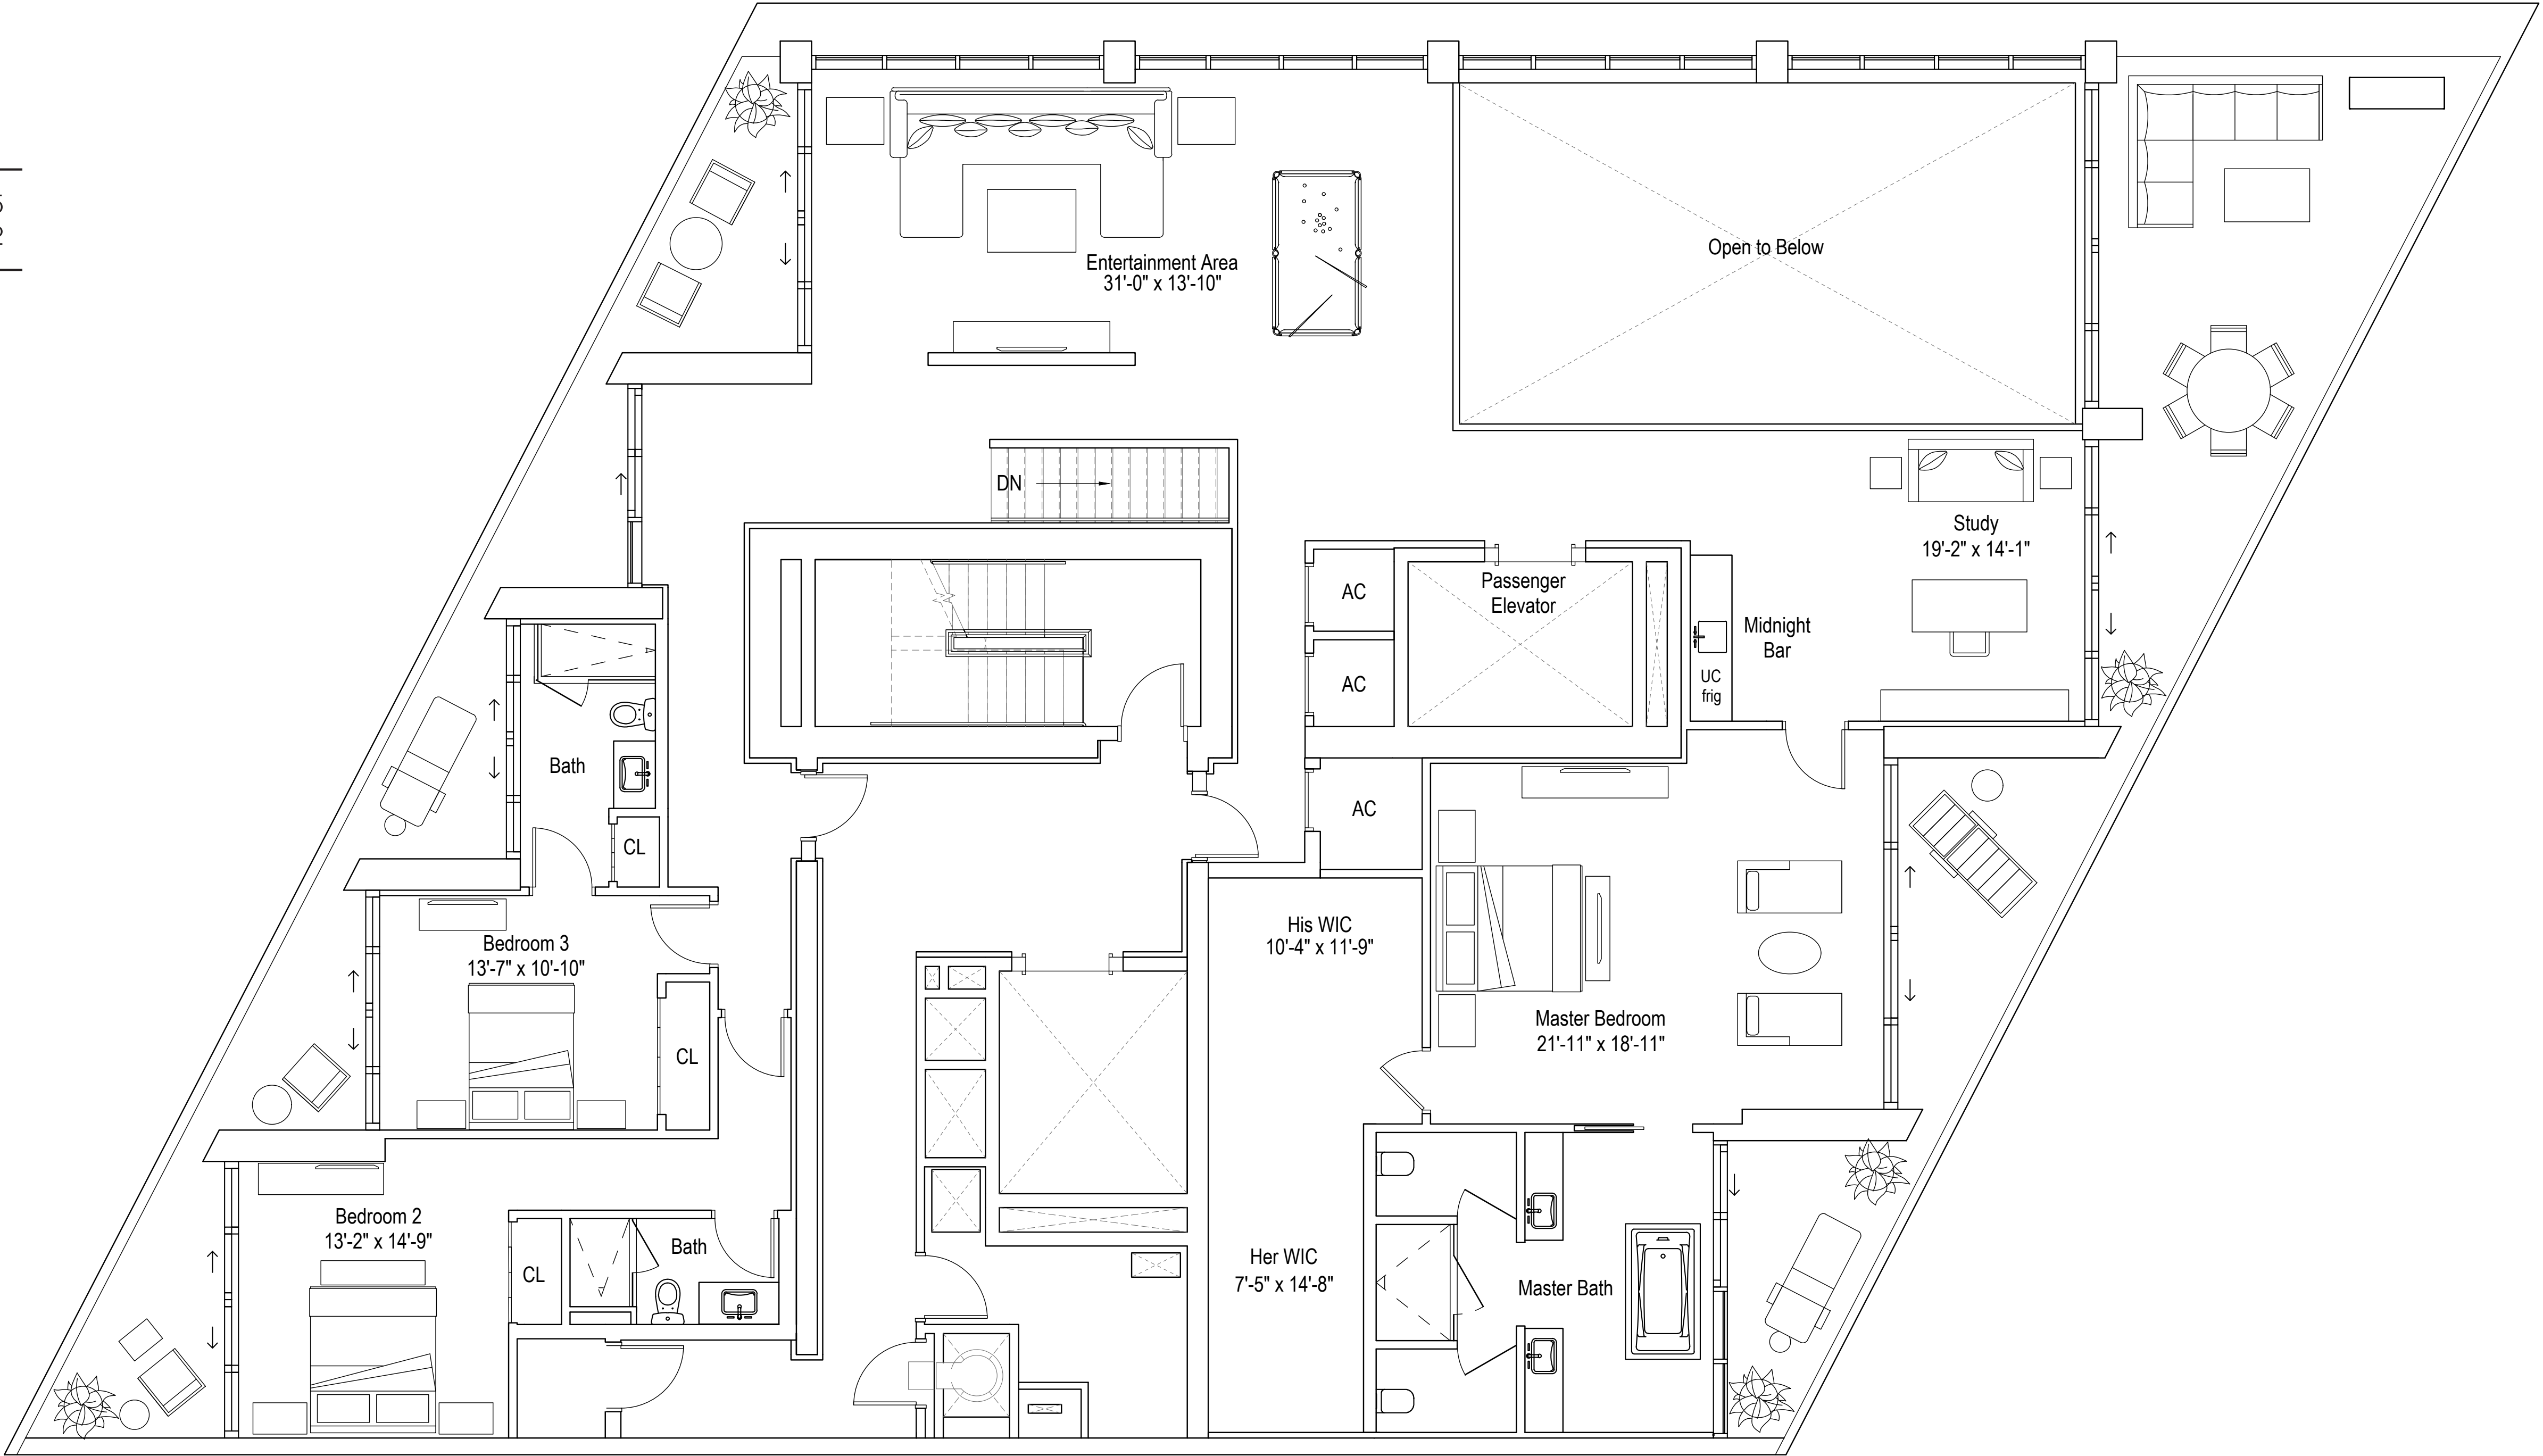 Entertainment Area
31'-0" x 13'-10"
Open to Below
DN
Study
19'-2" x 14'-1"
AC
Passenger
Elevator
Midnight
Bar
AC
UC
frig
Bath
AC
CL
His WIC
10'-4" x 11'-9"
Bedroom 3
13'-7" x 10'-10"
Master Bedroom
21'-11" x 18'-11"
CL
Bedroom 2
13'-2" x 14'-9"
Bath
CL
Her WIC
7'-5" x 14'-8"
Master Bath